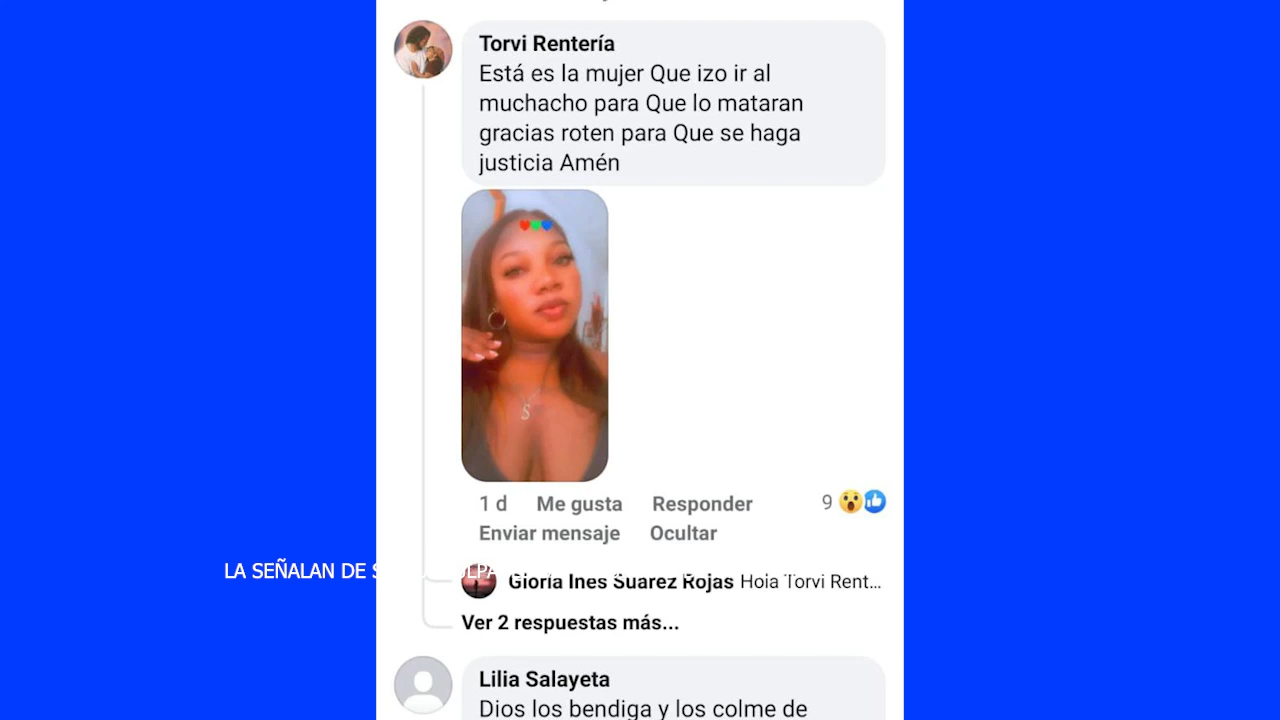 Torvi Rentería
Está es la mujer Que izo ir al
muchacho para Que lo mataran
gracias roten para Que se haga
justicia Amén
S
1 d Me gusta Responder 9
Enviar mensaje Ocultar
LA SEÑALAN DE
Gloria Ines Suarez Rojas Hola Torvi Rent...
Ver 2 respuestas más...
Lilia Salayeta
Dios los bendiga y los colme de